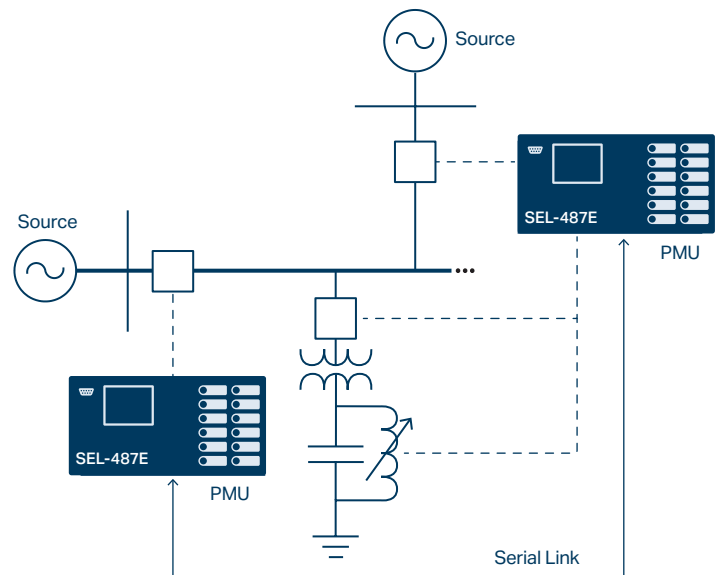 Source
Source
SEL-487E
PMU
SEL-487E
PMU
Serial Link